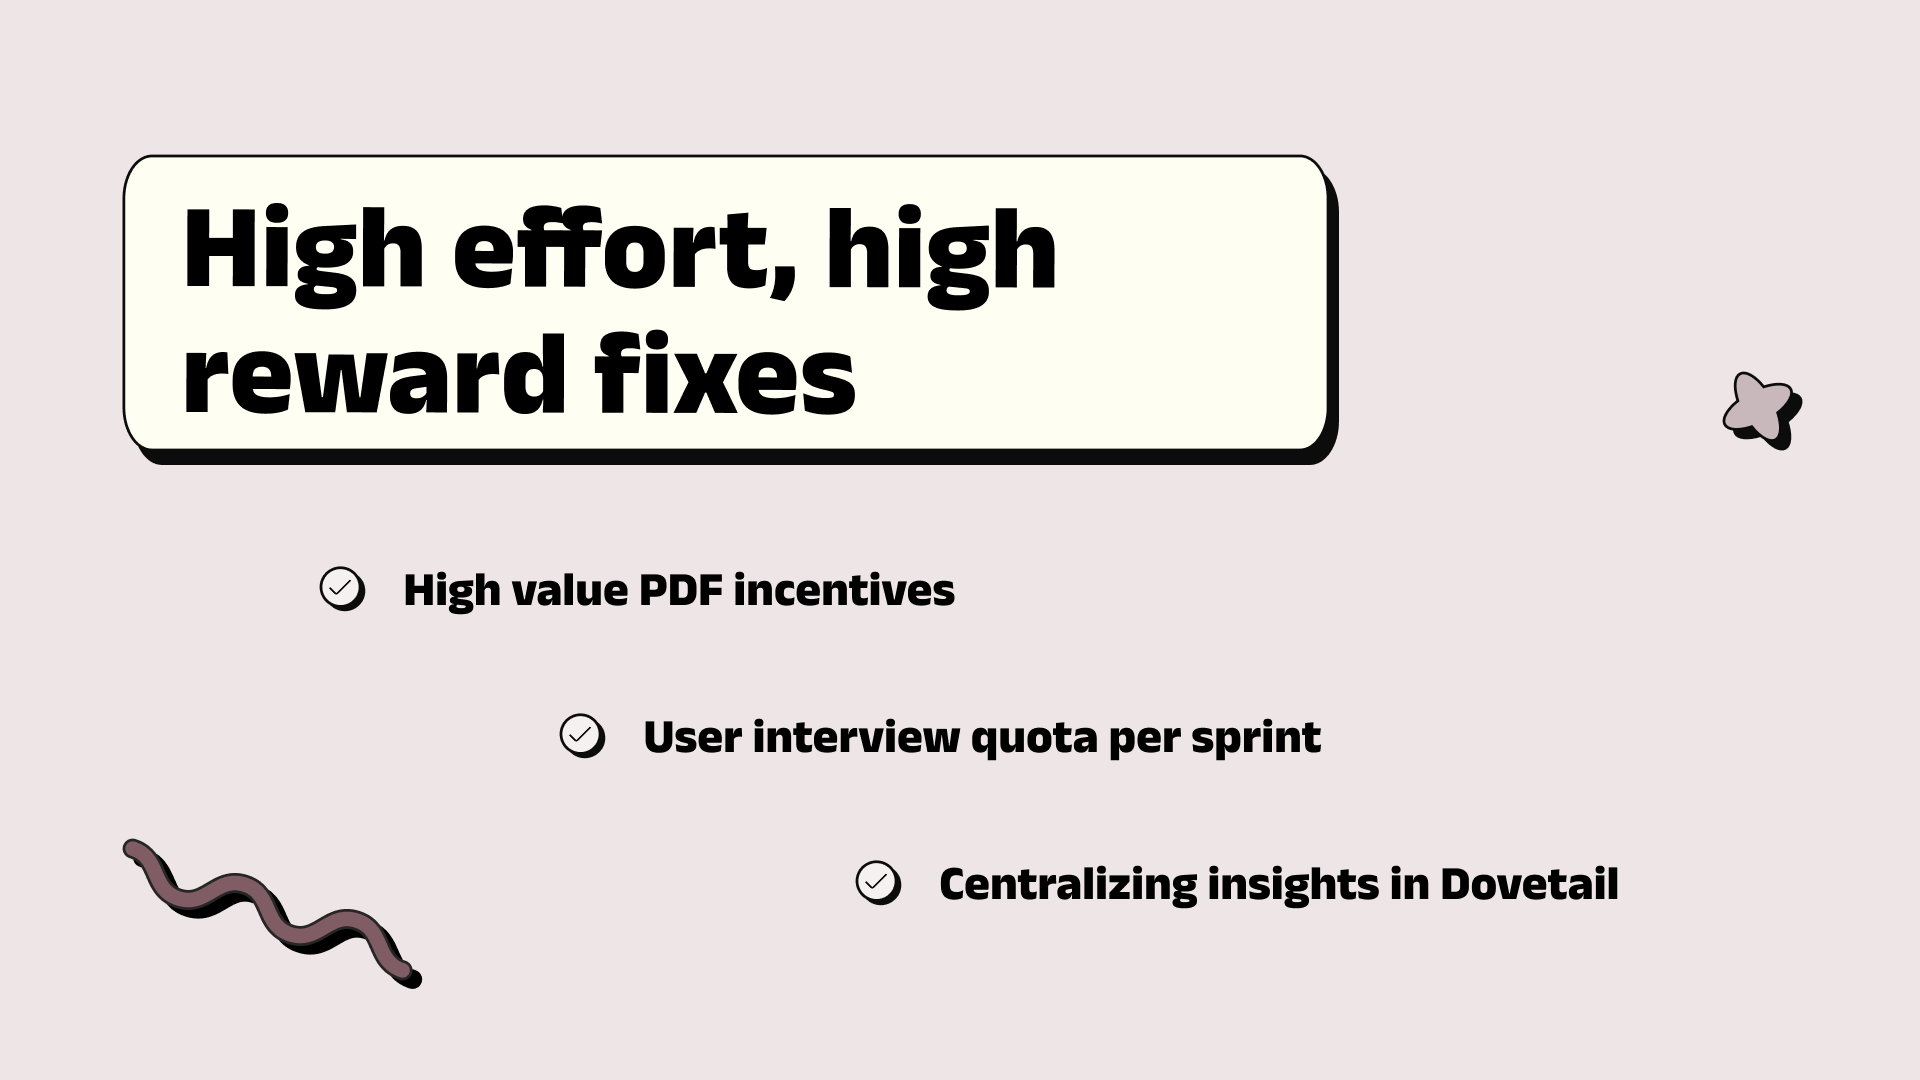 High effort, high
reward fixes
High value PDF incentives
User interview quota per sprint
Centralizing insights in Dovetail